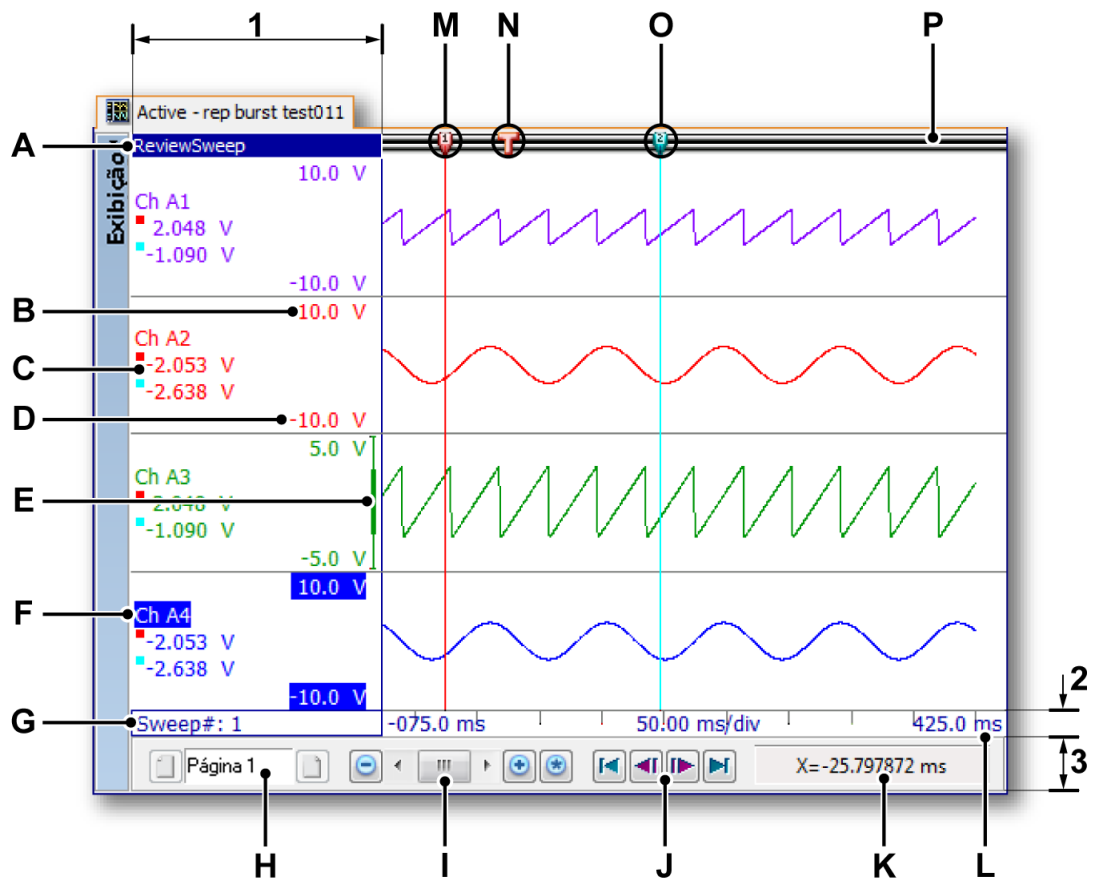 1
M
N
O
P
Active - rep burst test011
A
ReviewSweep
Exibição
10.0 V
Ch A1
2.048 V
-1.090 V
-10.0 V
B
10.0 V
Ch A2
C
-2.053 V
-2.638 V
D
-10.0 V
5.0 V
Ch A3
E
2.048 V
-1.090 V
-5.0 V
10.0 V
F
Ch A4
-2.053 V
-2.638 V
-10.0 V
2
G
Sweep#: 1
-075.0 ms
50.00 ms/div
425.0 ms
Página 1
X=-25.797872 ms
3
H
I
J
K
L